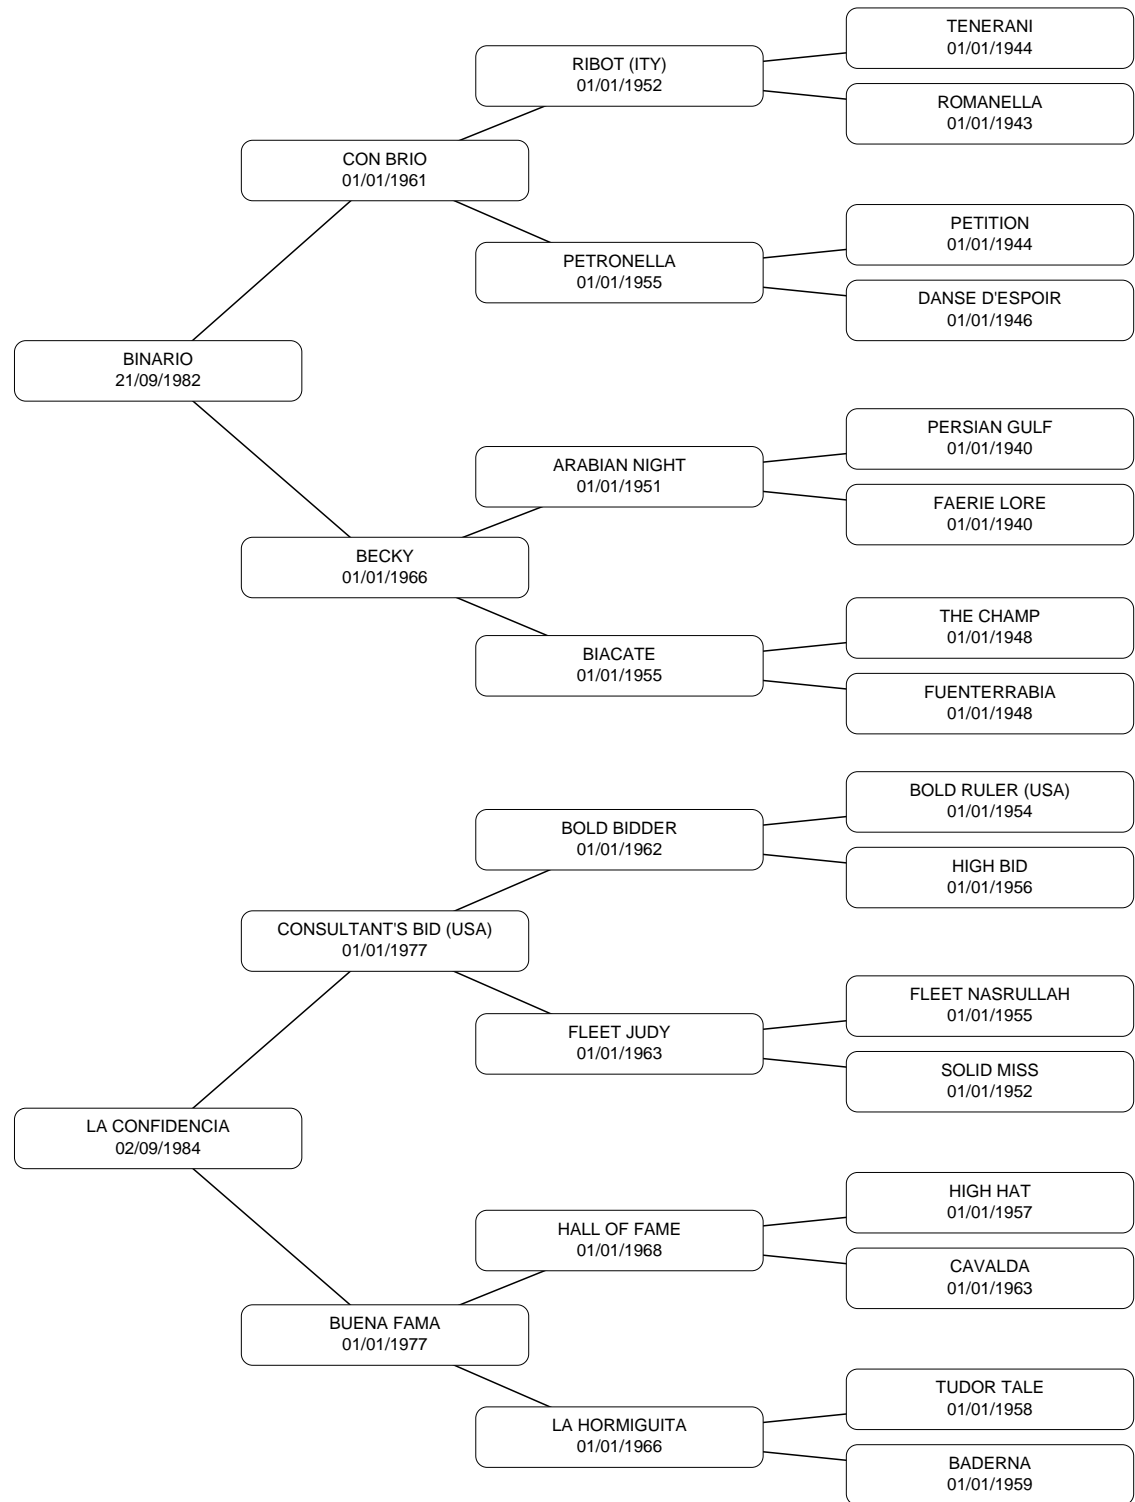 TENERANI
01/01/1944
RIBOT (ITY)
01/01/1952
ROMANELLA
01/01/1943
CON BRIO
01/01/1961
PETITION
01/01/1944
PETRONELLA
01/01/1955
DANSE D'ESPOIR
01/01/1946
BINARIO
21/09/1982
PERSIAN GULF
01/01/1940
ARABIAN NIGHT
01/01/1951
FAERIE LORE
01/01/1940
BECKY
01/01/1966
THE CHAMP
01/01/1948
BIACATE
01/01/1955
FUENTERRABIA
01/01/1948
BOLD RULER (USA)
01/01/1954
BOLD BIDDER
01/01/1962
HIGH BID
01/01/1956
CONSULTANT'S BID (USA)
01/01/1977
FLEET NASRULLAH
01/01/1955
FLEET JUDY
01/01/1963
SOLID MISS
01/01/1952
LA CONFIDENCIA
02/09/1984
HIGH HAT
01/01/1957
HALL OF FAME
01/01/1968
CAVALDA
01/01/1963
BUENA FAMA
01/01/1977
TUDOR TALE
01/01/1958
LA HORMIGUITA
01/01/1966
BADERNA
01/01/1959